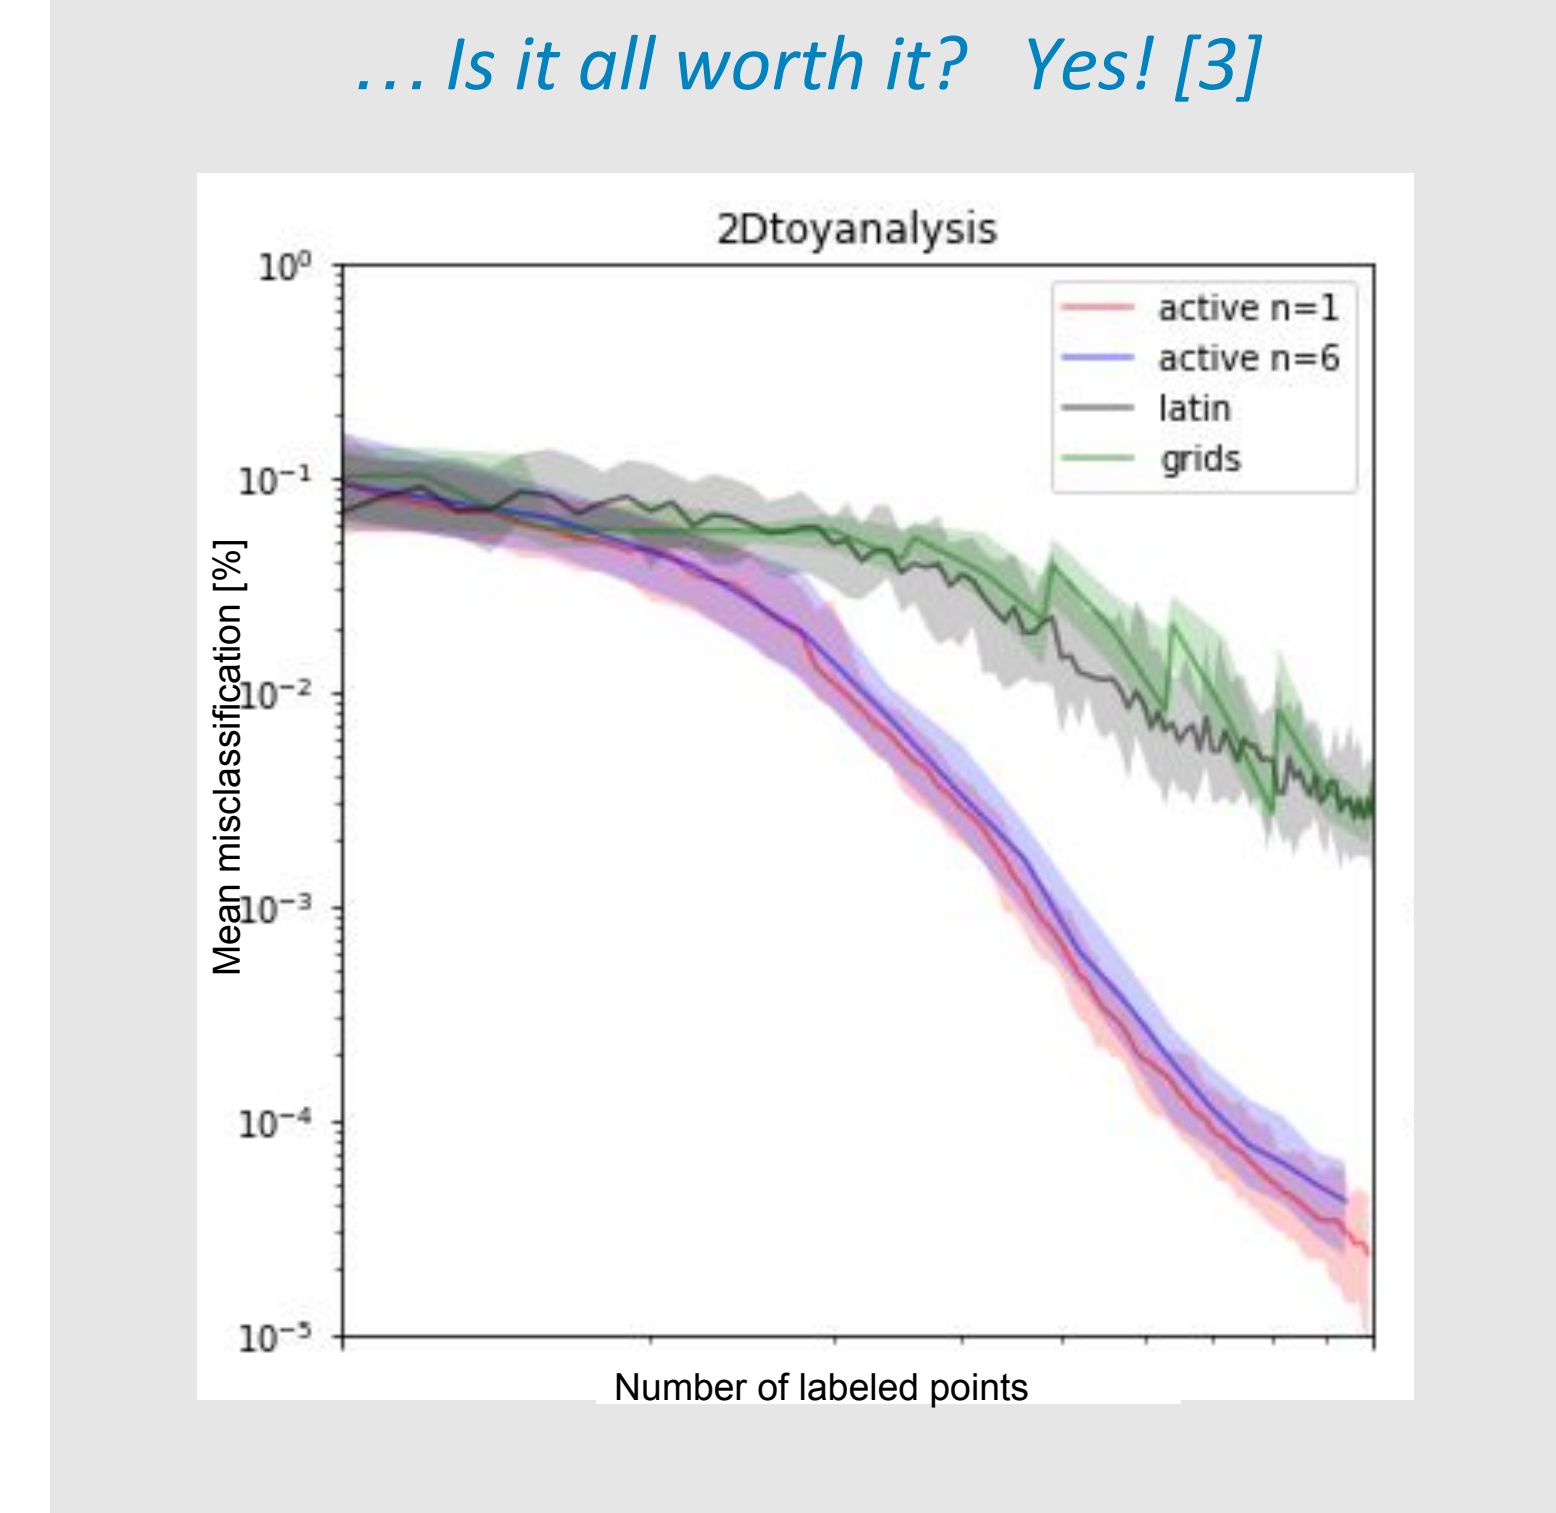 … Is it all worth it? Yes! [3]
2Dtoyanalysis
10⁰
10⁻¹
10⁻²
10⁻³
10⁻⁴
10⁻⁵
Mean misclassification [%]
active n=1
active n=6
latin
grids
Number of labeled points